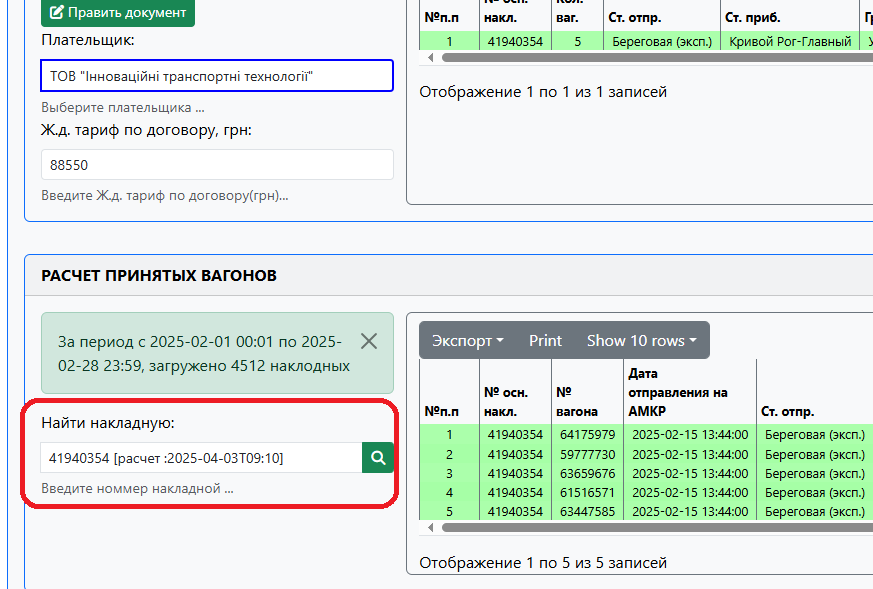 Править документ
Плательщик:
ТОВ "Інноваційні транспортні технології"
Выберите плательщика ...
Ж.д. тариф по договору, грн:
88550
Введите Ж.д. тариф по договору(грн)...
№п.п накл. ваг. Ст. отпр. Ст. приб.
1 41940354 5 Береговая (эксп.) Кривой Рог-Главный
Отображение 1 по 1 из 1 записей
РАСЧЕТ ПРИНЯТЫХ ВАГОНОВ
За период с 2025-02-01 00:01 по 2025-
02-28 23:59, загружено 4512 наклодных
Найти накладную:
41940354 [расчет :2025-04-03T09:10]
Введите номмер накладной ...
Экспорт Print Show 10 rows
Дата
№ осн. № отправления на
№п.п накл. вагона АМКР Ст. отпр.
1 41940354 64175979 2025-02-15 13:44:00 Береговая (эксп.)
2 41940354 59777730 2025-02-15 13:44:00 Береговая (эксп.)
3 41940354 63659676 2025-02-15 13:44:00 Береговая (эксп.)
4 41940354 61516571 2025-02-15 13:44:00 Береговая (эксп.)
5 41940354 63447585 2025-02-15 13:44:00 Береговая (эксп.)
Отображение 1 по 5 из 5 записей